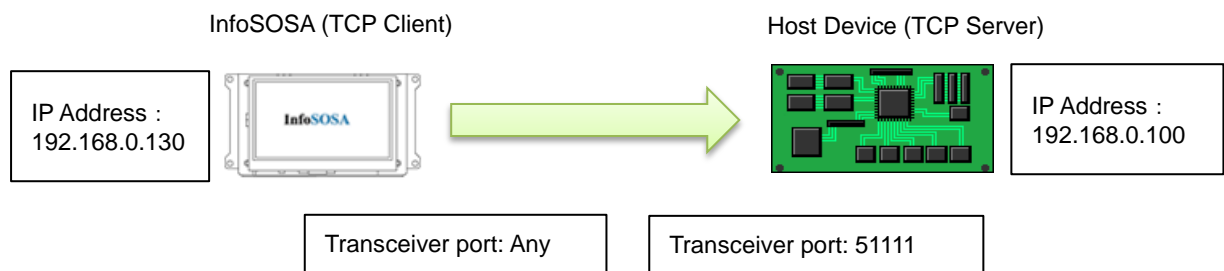 InfoSOSA (TCP Client)
Host Device (TCP Server)
IP Address：
192.168.0.130
InfoSOSA
IP Address：
192.168.0.100
Transceiver port: Any
Transceiver port: 51111